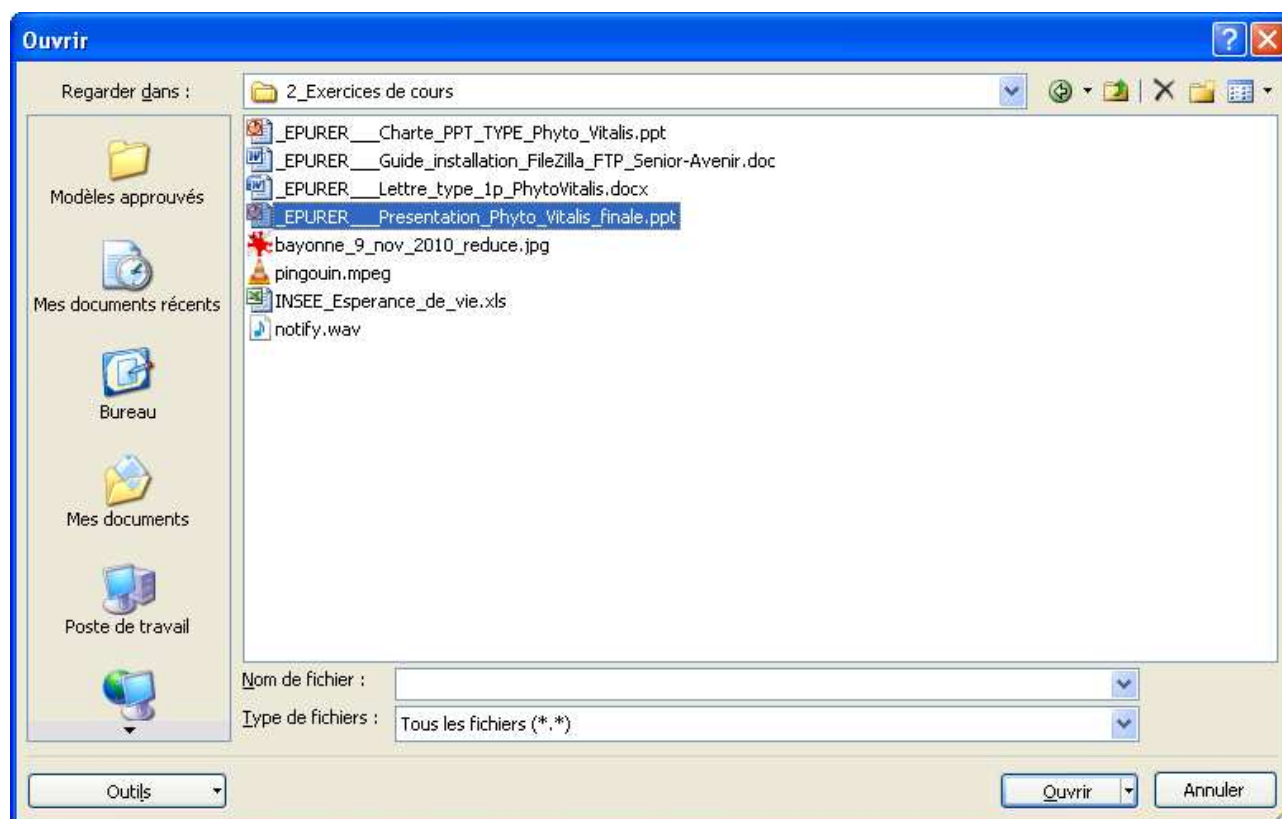 Ouvrir
Regarder dans :
2_Exercices de cours
Modèles approuvés
Mes documents récents
Bureau
Mes documents
Poste de travail
_EPURER___Charte_PPT_TYPE_Phyto_Vitalis.ppt
_EPURER___Guide_installation_FileZilla_FTP_Senior-Avenir.doc
_EPURER___Lettre_type_1p_PhytoVitalis.docx
_EPURER___Presentation_Phyto_Vitalis_finale.ppt
bayonne_9_nov_2010_reduce.jpg
pingouin.mpeg
INSEE_Esperance_de_vie.xls
notify.wav
Nom de fichier :
Type de fichiers :
Tous les fichiers (*.*)
Outils
Ouvrir
Annuler